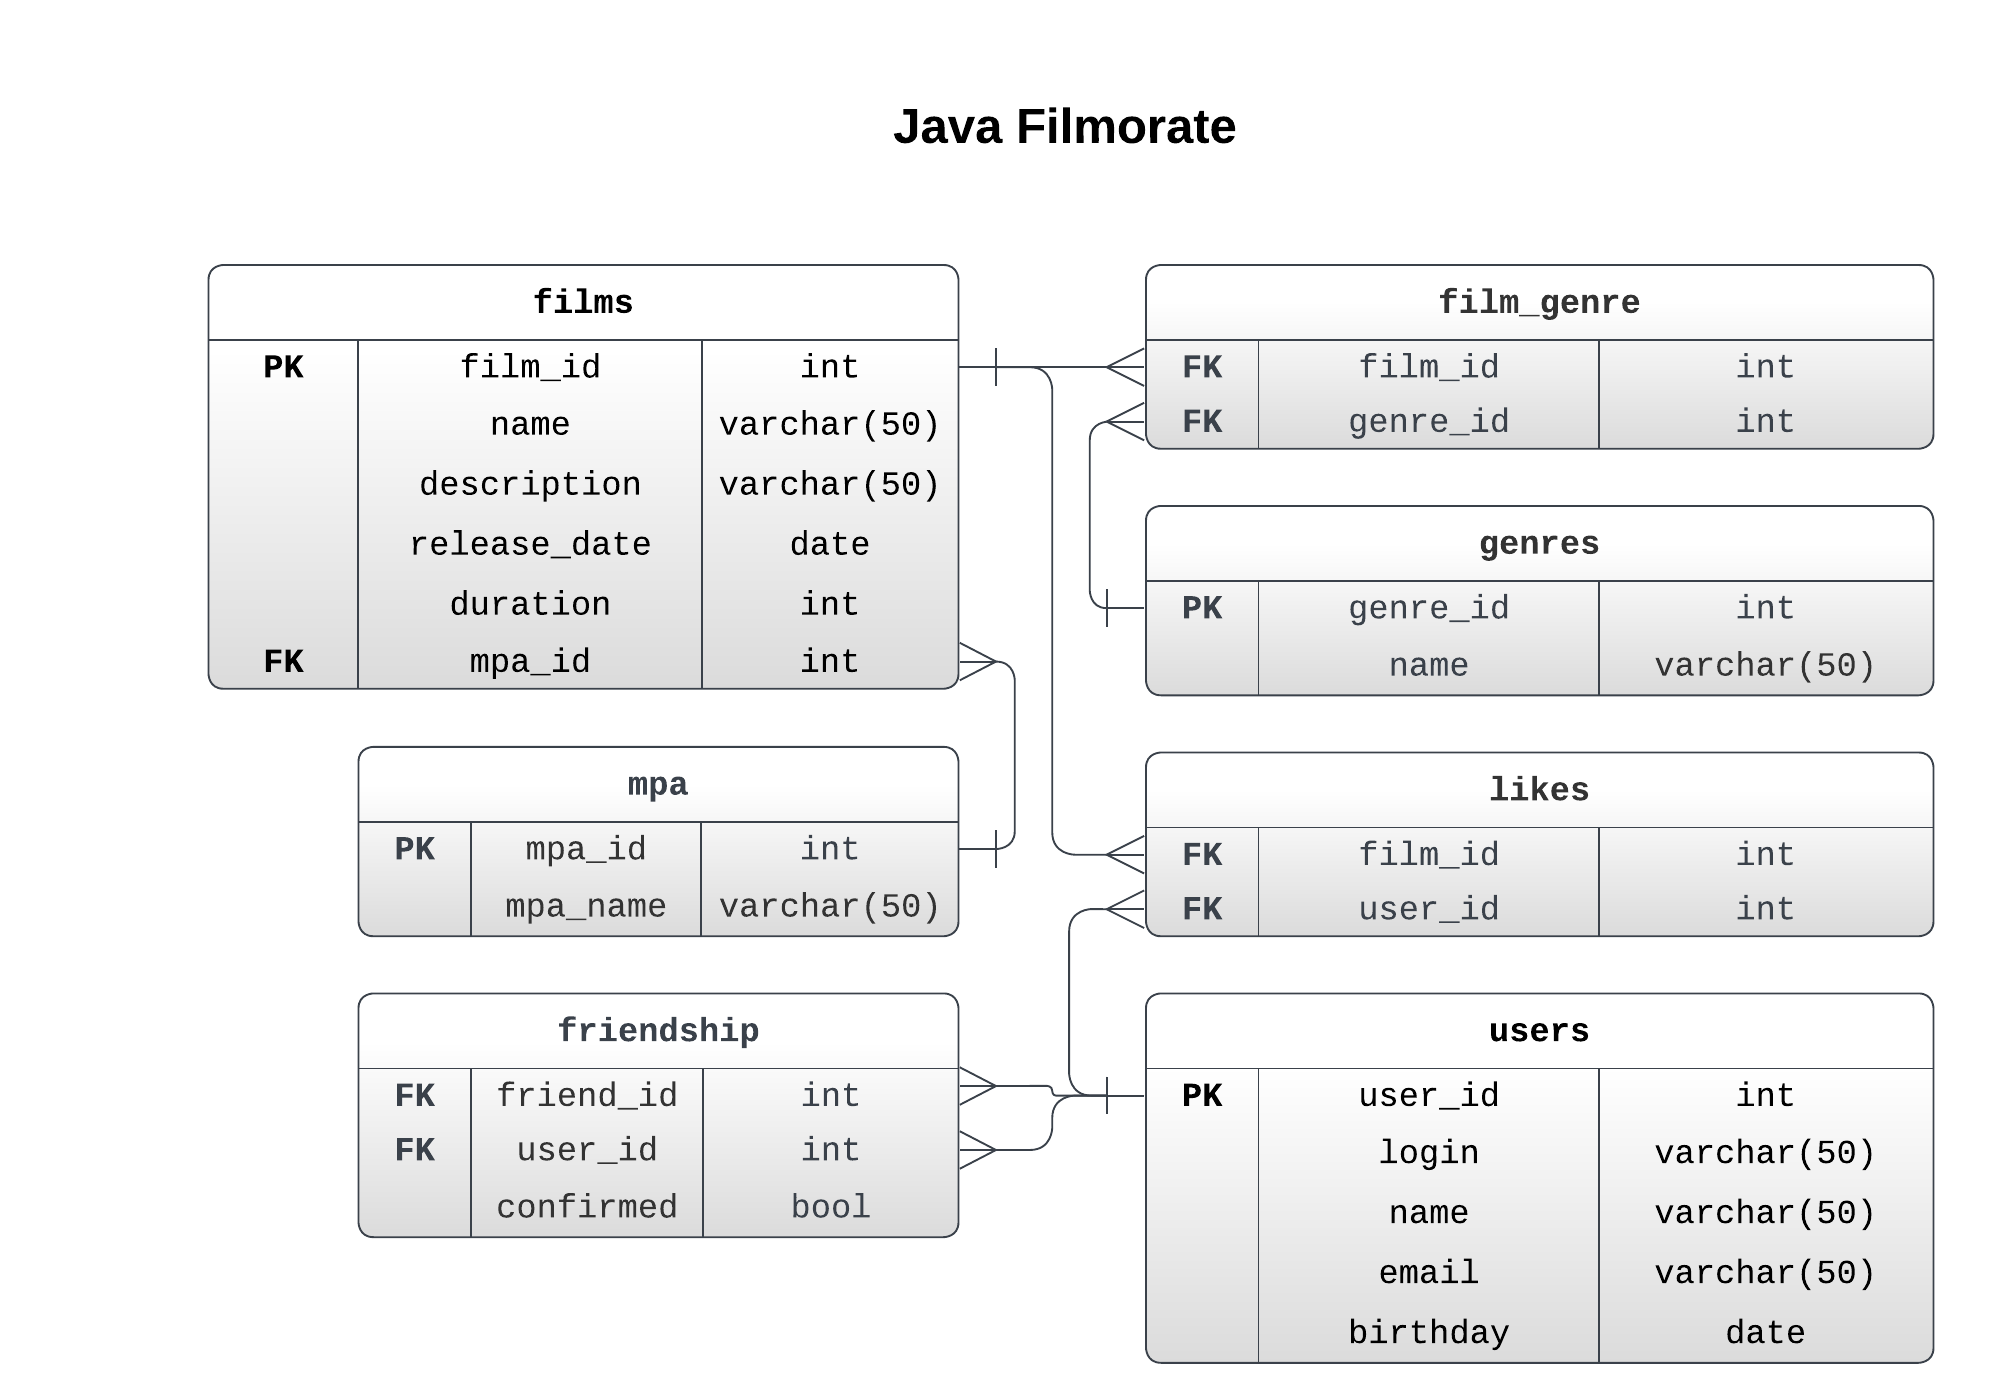 Java Filmorate
films
PK film_id int
name varchar(50)
description varchar(50)
release_date date
duration int
FK mpa_id int
film_genre
FK film_id int
FK genre_id int
genres
PK genre_id int
name varchar(50)
mpa
PK mpa_id int
mpa_name varchar(50)
likes
FK film_id int
FK user_id int
friendship
FK friend_id int
FK user_id int
confirmed bool
users
PK user_id int
login varchar(50)
name varchar(50)
email varchar(50)
birthday date